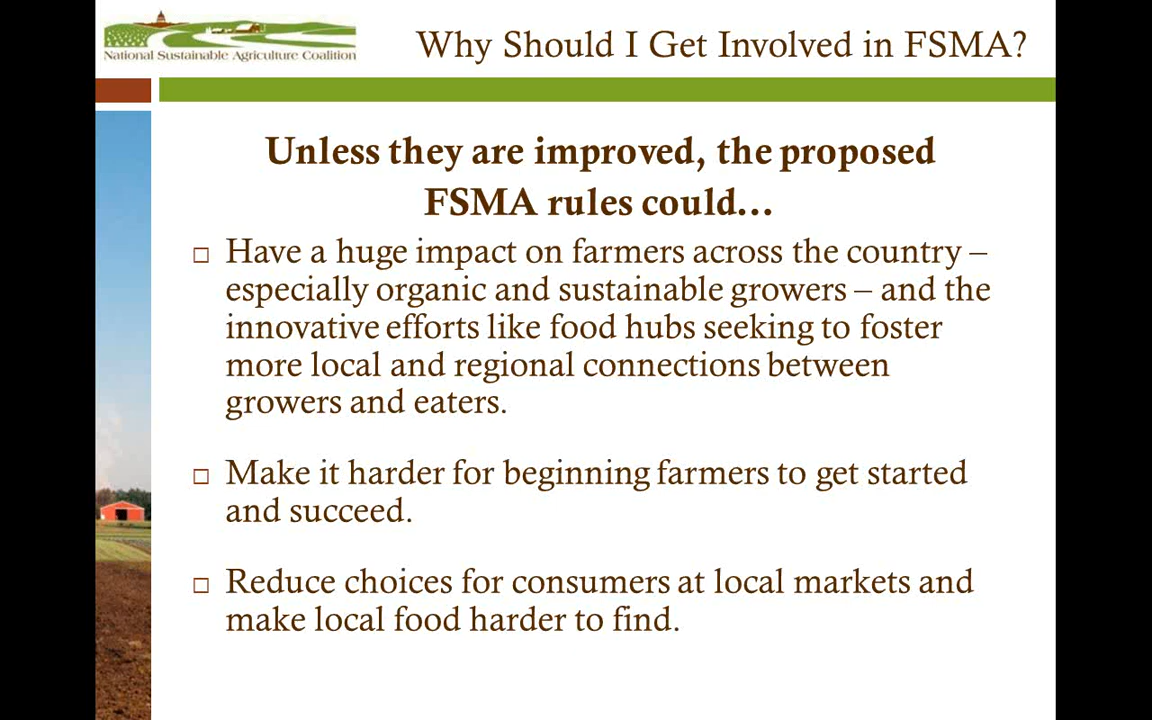 National Sustainable Agriculture Coalition
Why Should I Get Involved in FSMA?
Unless they are improved, the proposed
FSMA rules could...
Have a huge impact on farmers across the country –
especially organic and sustainable growers – and the
innovative efforts like food hubs seeking to foster
more local and regional connections between
growers and eaters.
Make it harder for beginning farmers to get started
and succeed.
Reduce choices for consumers at local markets and
make local food harder to find.